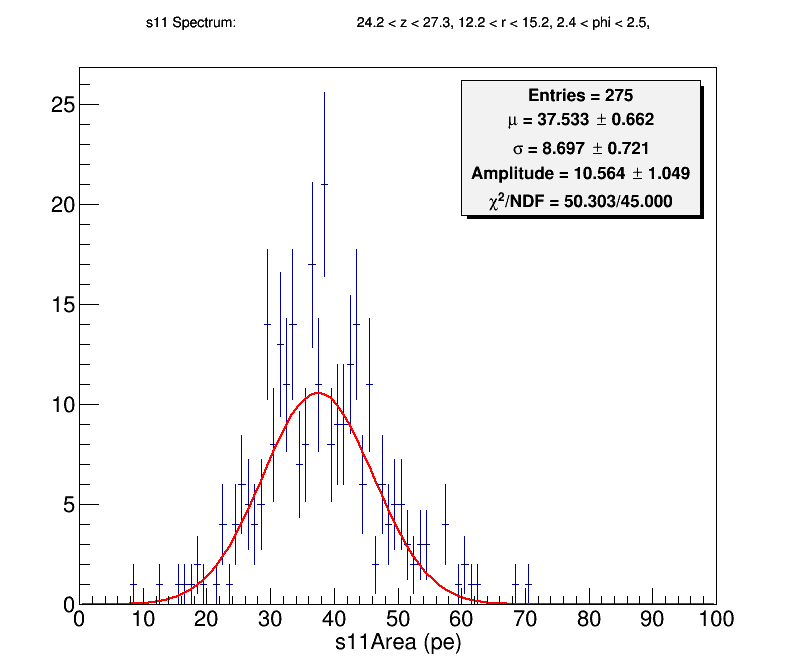 s11 Spectrum: 24.2 < z < 27.3, 12.2 < r < 15.2, 2.4 < phi < 2.5,
Entries = 275
μ = 37.533 ± 0.662
σ = 8.697 ± 0.721
Amplitude = 10.564 ± 1.049
χ²/NDF = 50.303/45.000
25
20
15
10
5
0
0 10 20 30 40 50 60 70 80 90 100
s11Area (pe)